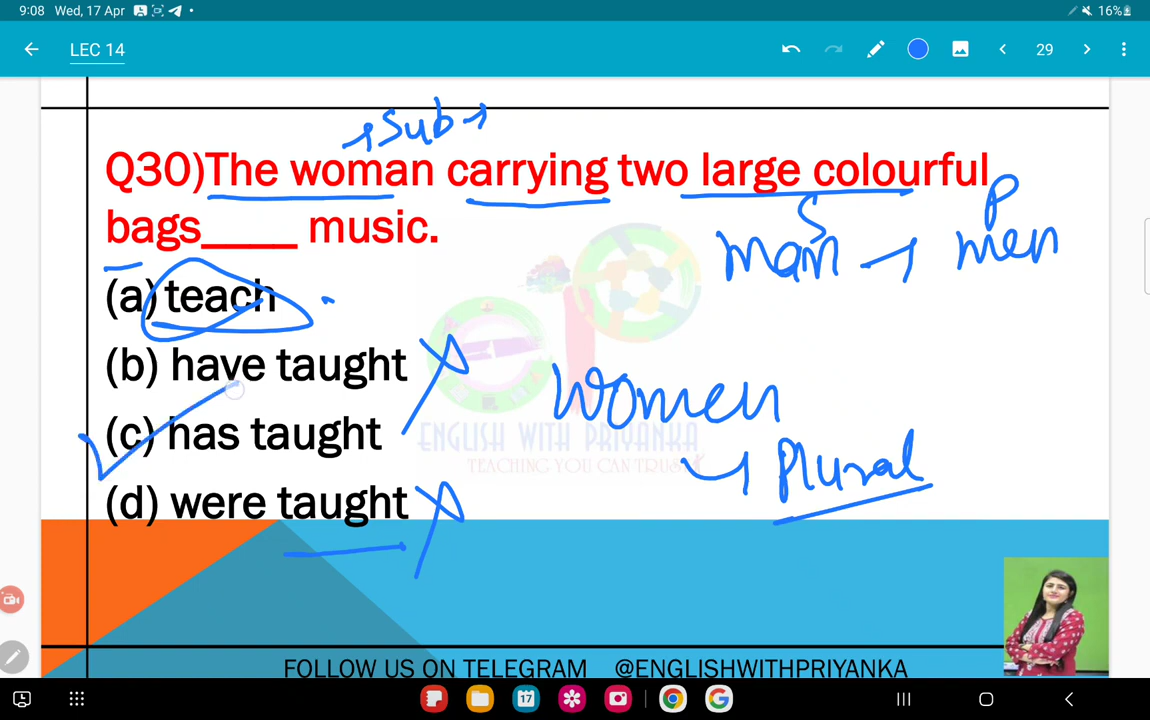 9:08 Wed, 17 Apr
16%
LEC 14
29
Sub
Q30)The woman carrying two large colourful
bags____ music.
S
P
man → men
(a) teach
(b) have taught
(c) has taught
(d) were taught
Women
Plural
ENGLISH WITH PRIYANKA
TEACHING YOU CAN TRUST
FOLLOW US ON TELEGRAM @ENGLISHWITHPRIYANKA
17